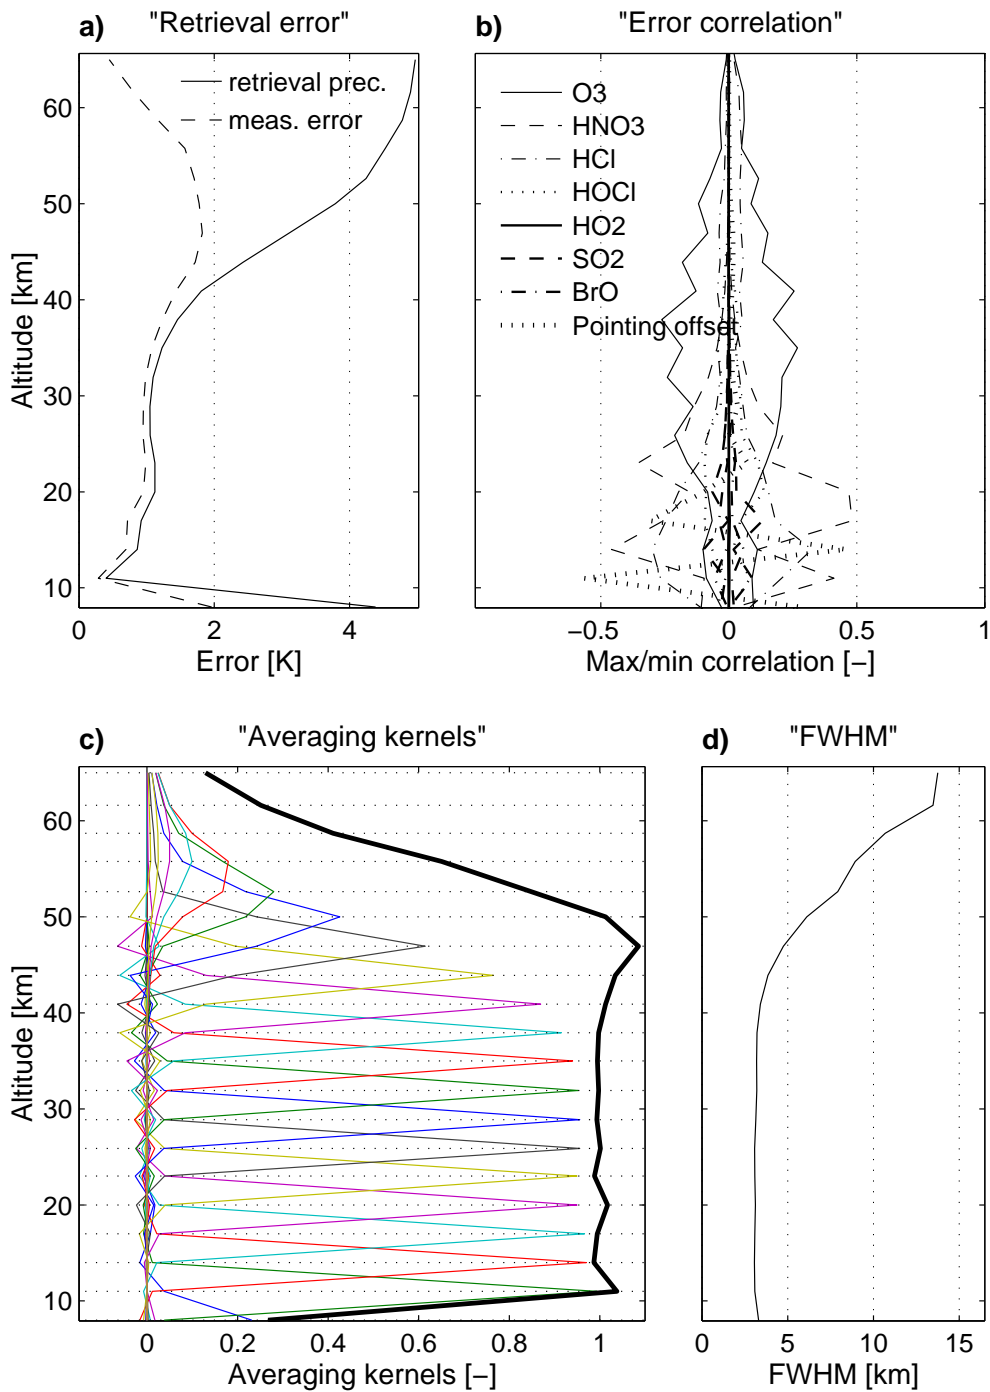 a) "Retrieval error"
retrieval prec.
meas. error
60
50
40
30
20
10
Altitude [km]
0 2 4
Error [K]
b) "Error correlation"
O3
HNO3
HCl
HOCl
HO2
SO2
BrO
Pointing offset
−0.5 0 0.5 1
Max/min correlation [−]
c) "Averaging kernels"
60
50
40
30
20
10
Altitude [km]
0 0.2 0.4 0.6 0.8 1
Averaging kernels [−]
d) "FWHM"
0 5 10 15
FWHM [km]